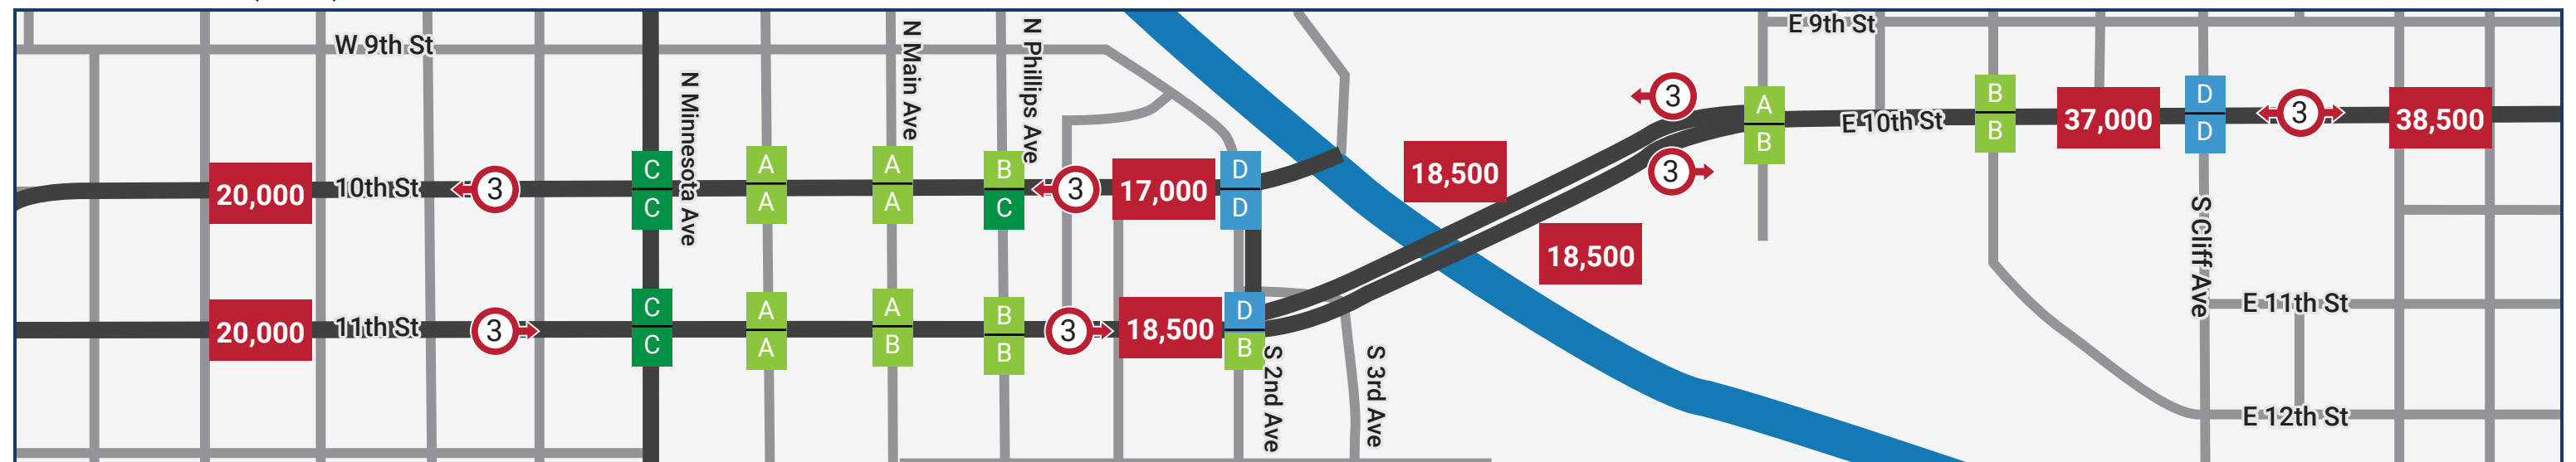 W 9th St
N Minnesota Ave
N Main Ave
N Phillips Ave
E 9th St
20,000
10th St
3
C
C
A
A
A
A
B
C
3
17,000
D
D
18,500
3
3
A
B
E 10th St
B
B
37,000
D
D
3
38,500
20,000
11th St
3
C
C
A
A
A
B
B
B
3
18,500
D
B
18,500
S 2nd Ave
S 3rd Ave
S Cliff Ave
E 11th St
E 12th St